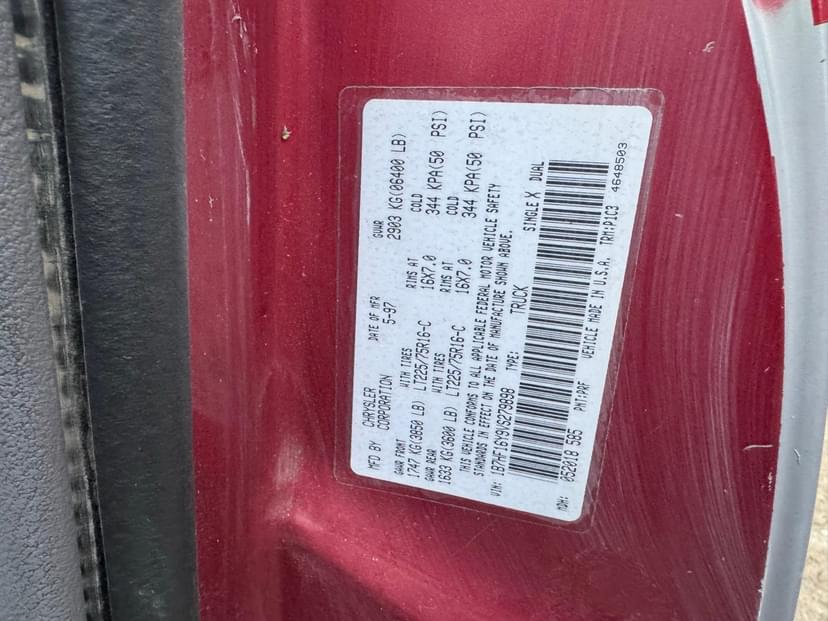 MFD BY CHRYSLER CORPORATION
DATE OF MFR 5-97
GVWR 2903 KG(06400 LB)
GAWR FRONT WITH TIRES RIMS AT COLD
1747 KG(3850 LB) LT225/75R16-C 16X7.0 344 KPA(50 PSI)
GAWR REAR WITH TIRES RIMS AT COLD
1633 KG(3600 LB) LT225/75R16-C 16X7.0 344 KPA(50 PSI)
THIS VEHICLE CONFORMS TO ALL APPLICABLE FEDERAL MOTOR VEHICLE SAFETY
STANDARDS IN EFFECT ON THE DATE OF MANUFACTURE SHOWN ABOVE.
VIN: 1B7HF16Y9VS279898 TYPE: TRUCK SINGLE X DUAL
MDH: 052018 585 PNT:PRF VEHICLE MADE IN U.S.A. TRM:P1C3 4648503